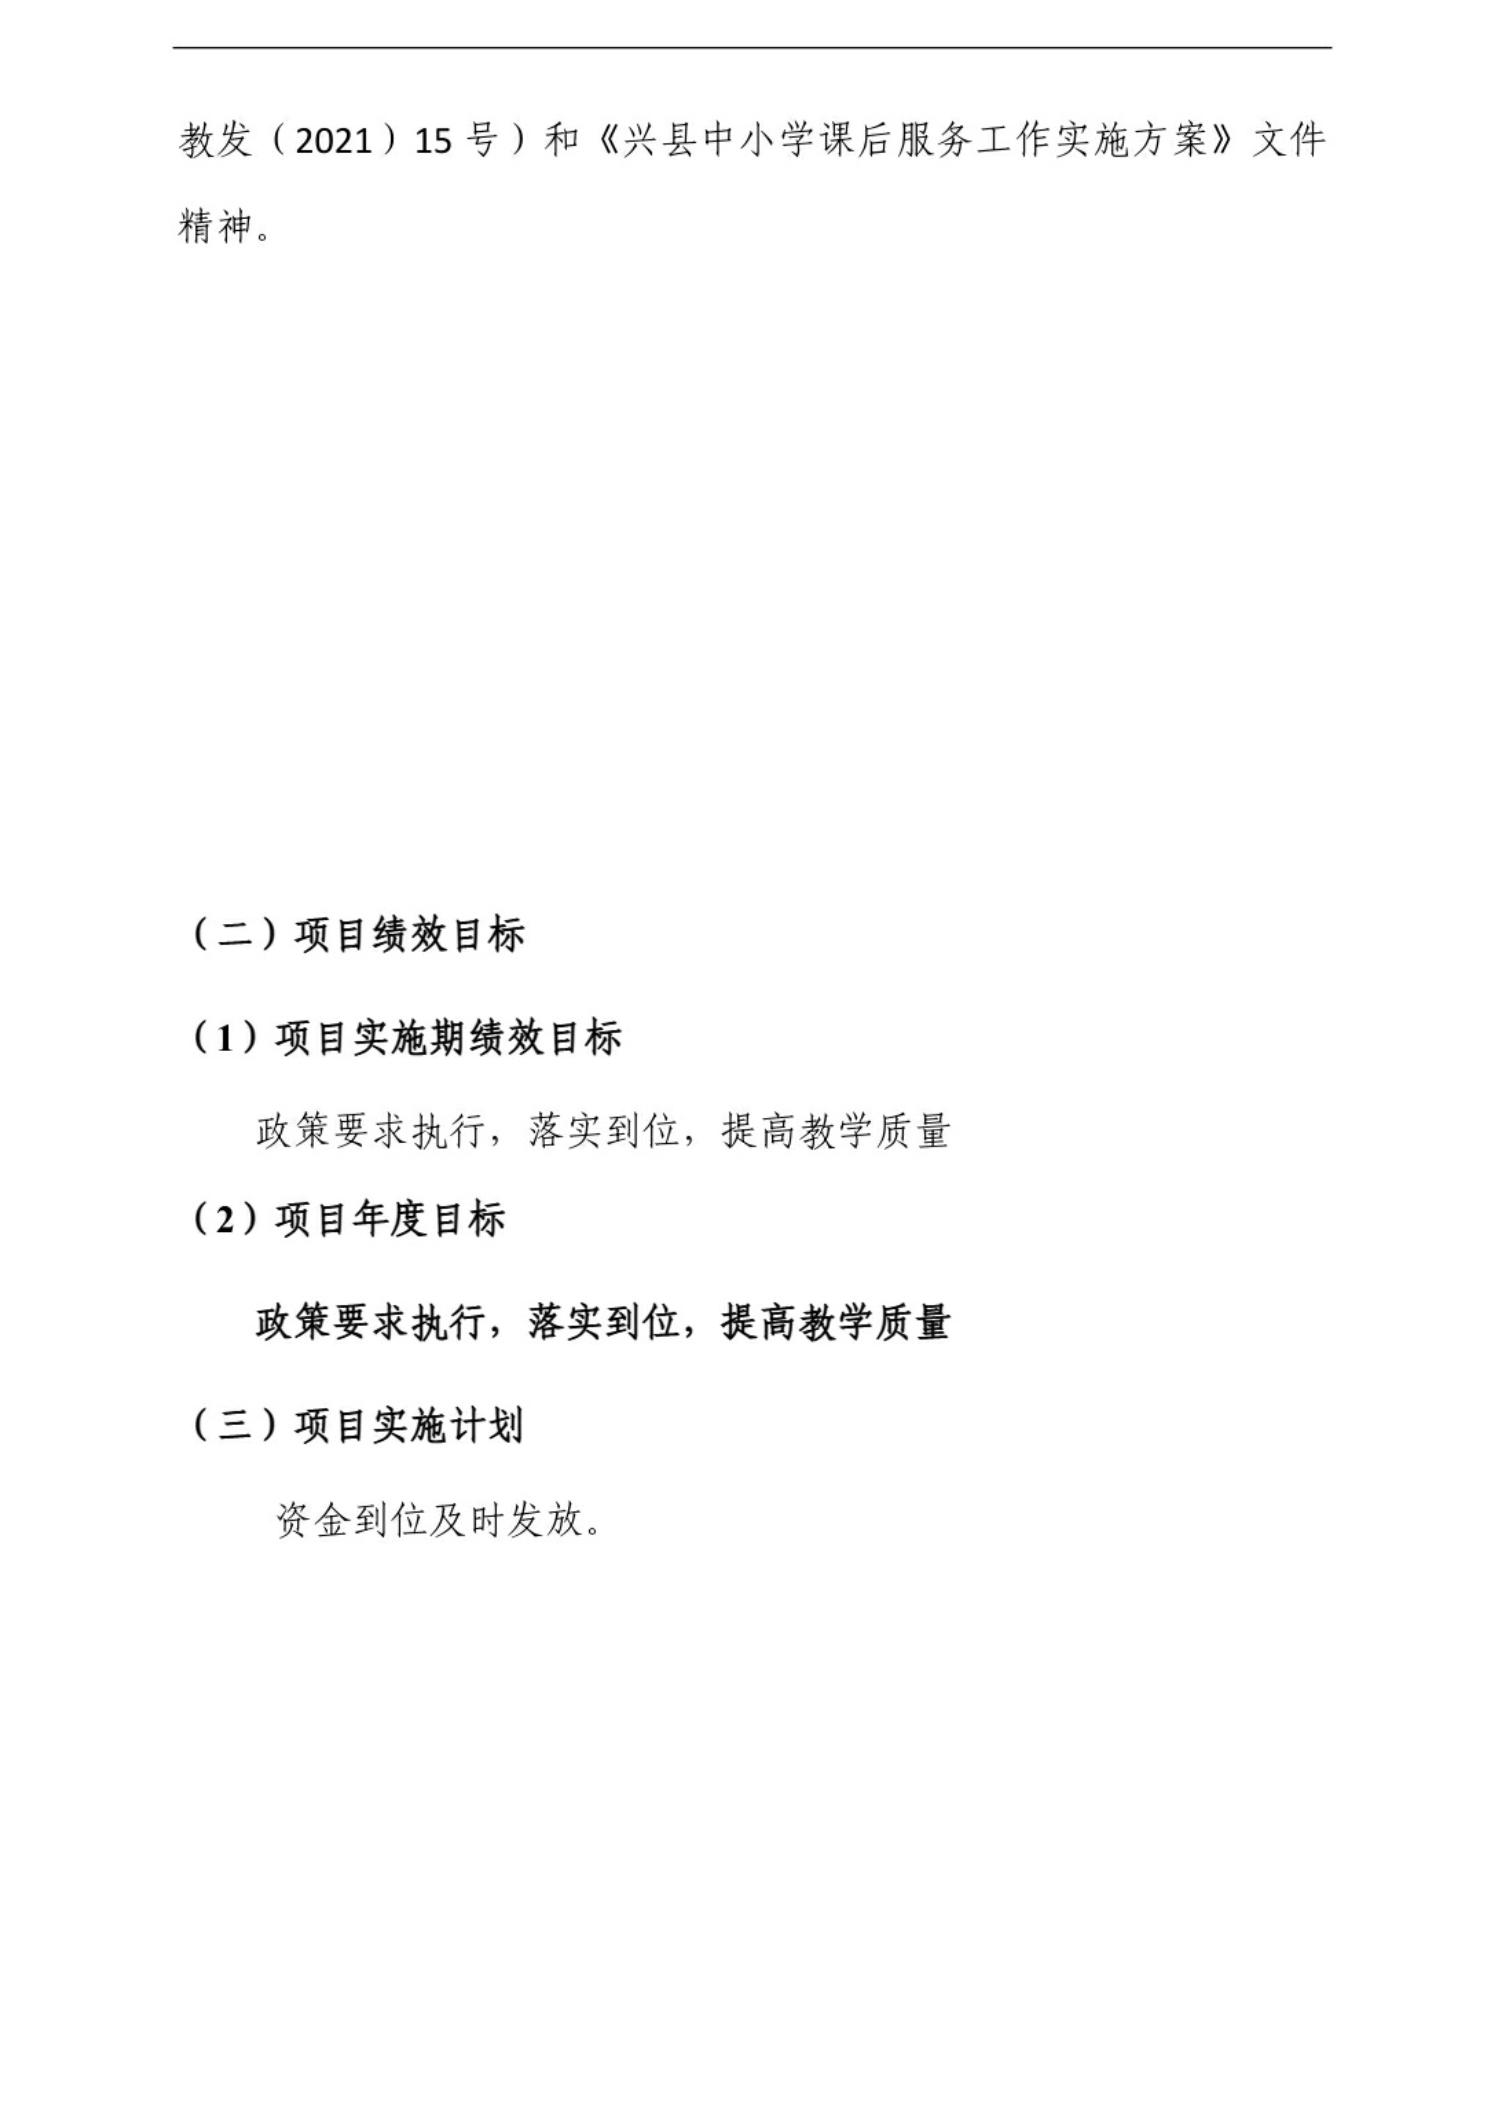 教发（2021）15 号）和《兴县中小学课后服务工作实施方案》文件
精神。
（二）项目绩效目标
（1）项目实施期绩效目标
政策要求执行，落实到位，提高教学质量
（2）项目年度目标
政策要求执行，落实到位，提高教学质量
（三）项目实施计划
资金到位及时发放。